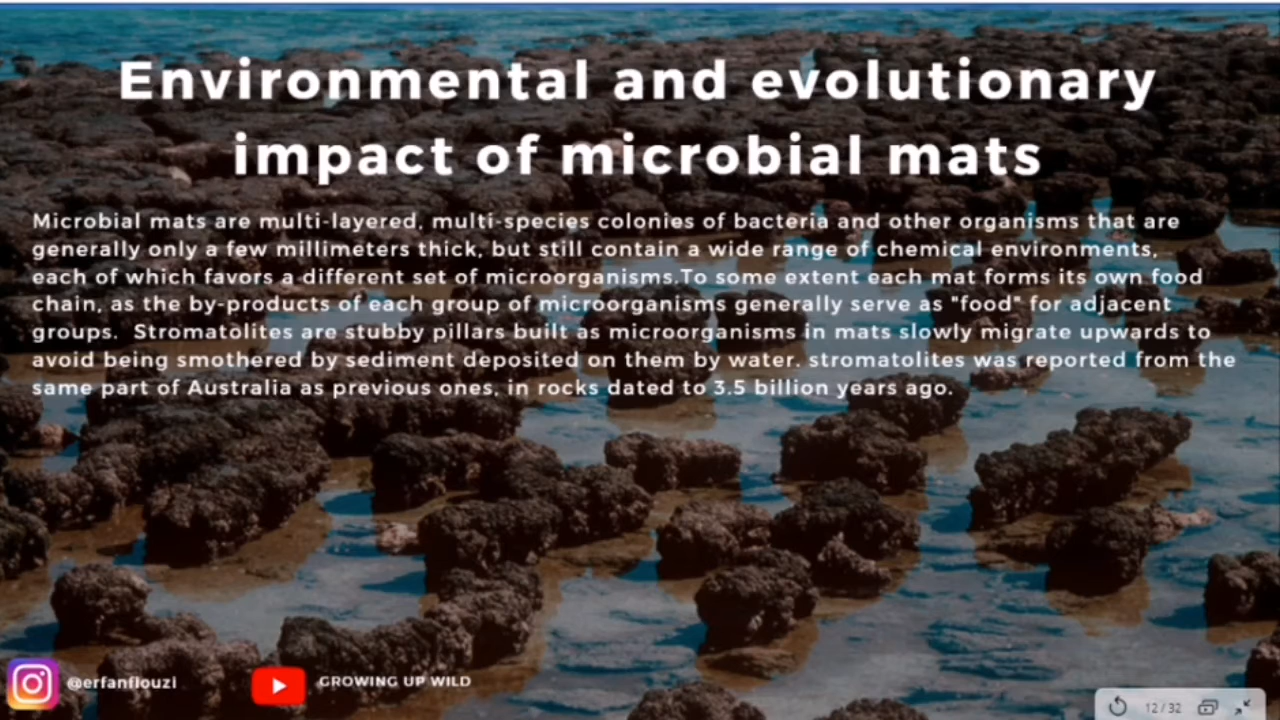 Environmental and evolutionary
impact of microbial mats
Microbial mats are multi-layered, multi-species colonies of bacteria and other organisms that are
generally only a few millimeters thick, but still contain a wide range of chemical environments,
each of which favors a different set of microorganisms.To some extent each mat forms its own food
chain, as the by-products of each group of microorganisms generally serve as "food" for adjacent
groups.  Stromatolites are stubby pillars built as microorganisms in mats slowly migrate upwards to
avoid being smothered by sediment deposited on them by water. stromatolites was reported from the
same part of Australia as previous ones, in rocks dated to 3.5 billion years ago.
@erfanfiouzi
GROWING UP WILD
12 / 32